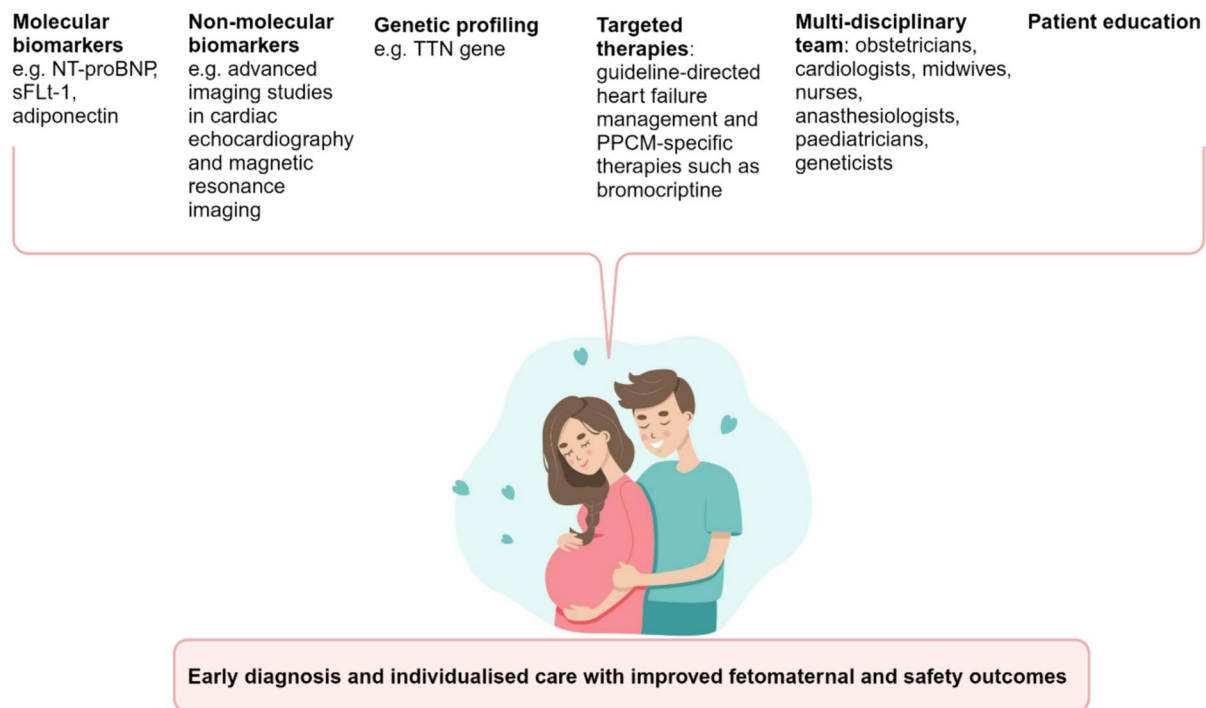 Molecular
biomarkers
e.g. NT-proBNP,
sFLt-1,
adiponectin
Non-molecular
biomarkers
e.g. advanced
imaging studies
in cardiac
echocardiography
and magnetic
resonance
imaging
Genetic profiling
e.g. TTN gene
Targeted
therapies:
guideline-directed
heart failure
management and
PPCM-specific
therapies such as
bromocriptine
Multi-disciplinary
team: obstetricians,
cardiologists, midwives,
nurses,
anasthesiologists,
paediatricians,
geneticists
Patient education
Early diagnosis and individualised care with improved fetomaternal and safety outcomes